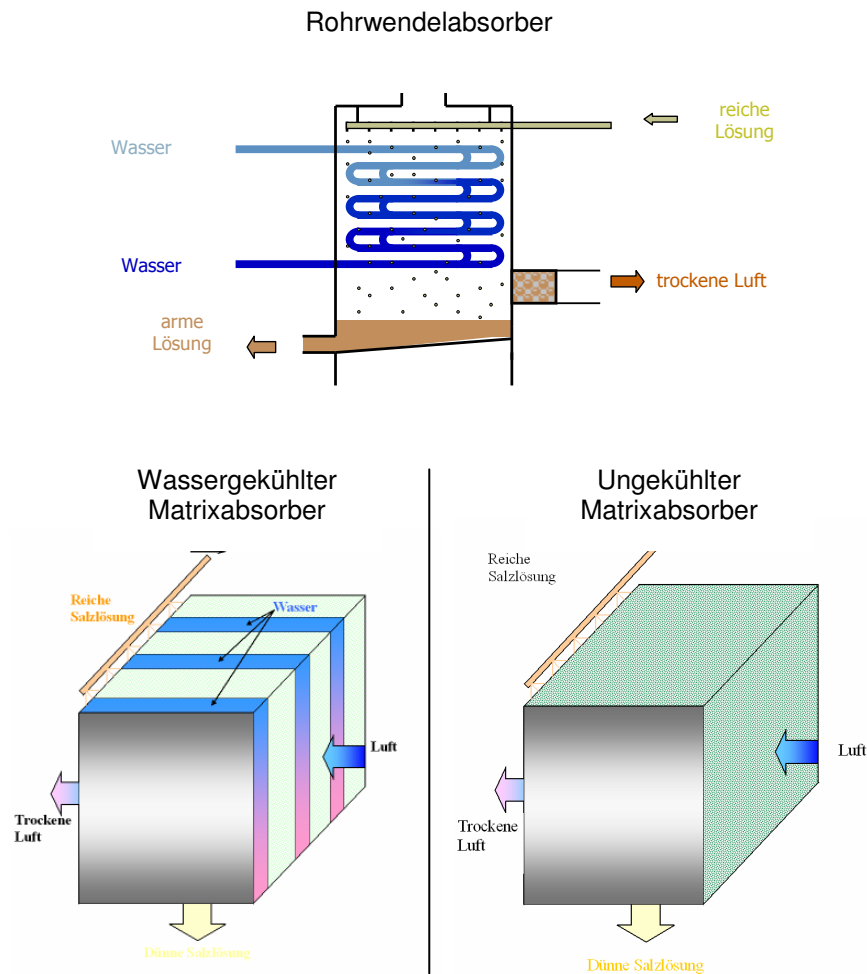 Rohrwendelabsorber
reiche
Lösung
Wasser
Wasser
trockene Luft
arme
Lösung
Wassergekühlter
Matrixabsorber
Reiche
Salzlösung
Wasser
Luft
Trockene
Luft
Dünne Salzlösung
Ungekühlter
Matrixabsorber
Reiche
Salzlösung
Luft
Trockene
Luft
Dünne Salzlösung